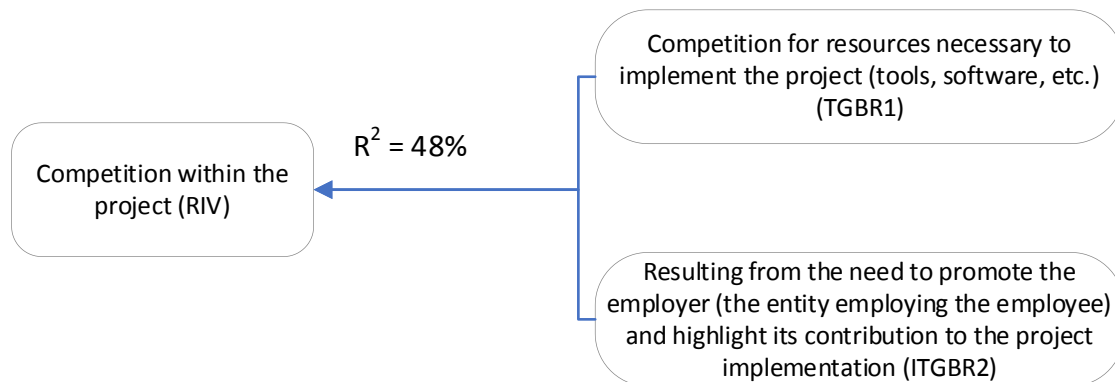 Competition for resources necessary to
implement the project (tools, software, etc.)
(TGBR1)
R² = 48%
Competition within the
project (RIV)
Resulting from the need to promote the
employer (the entity employing the employee)
and highlight its contribution to the project
implementation (ITGBR2)